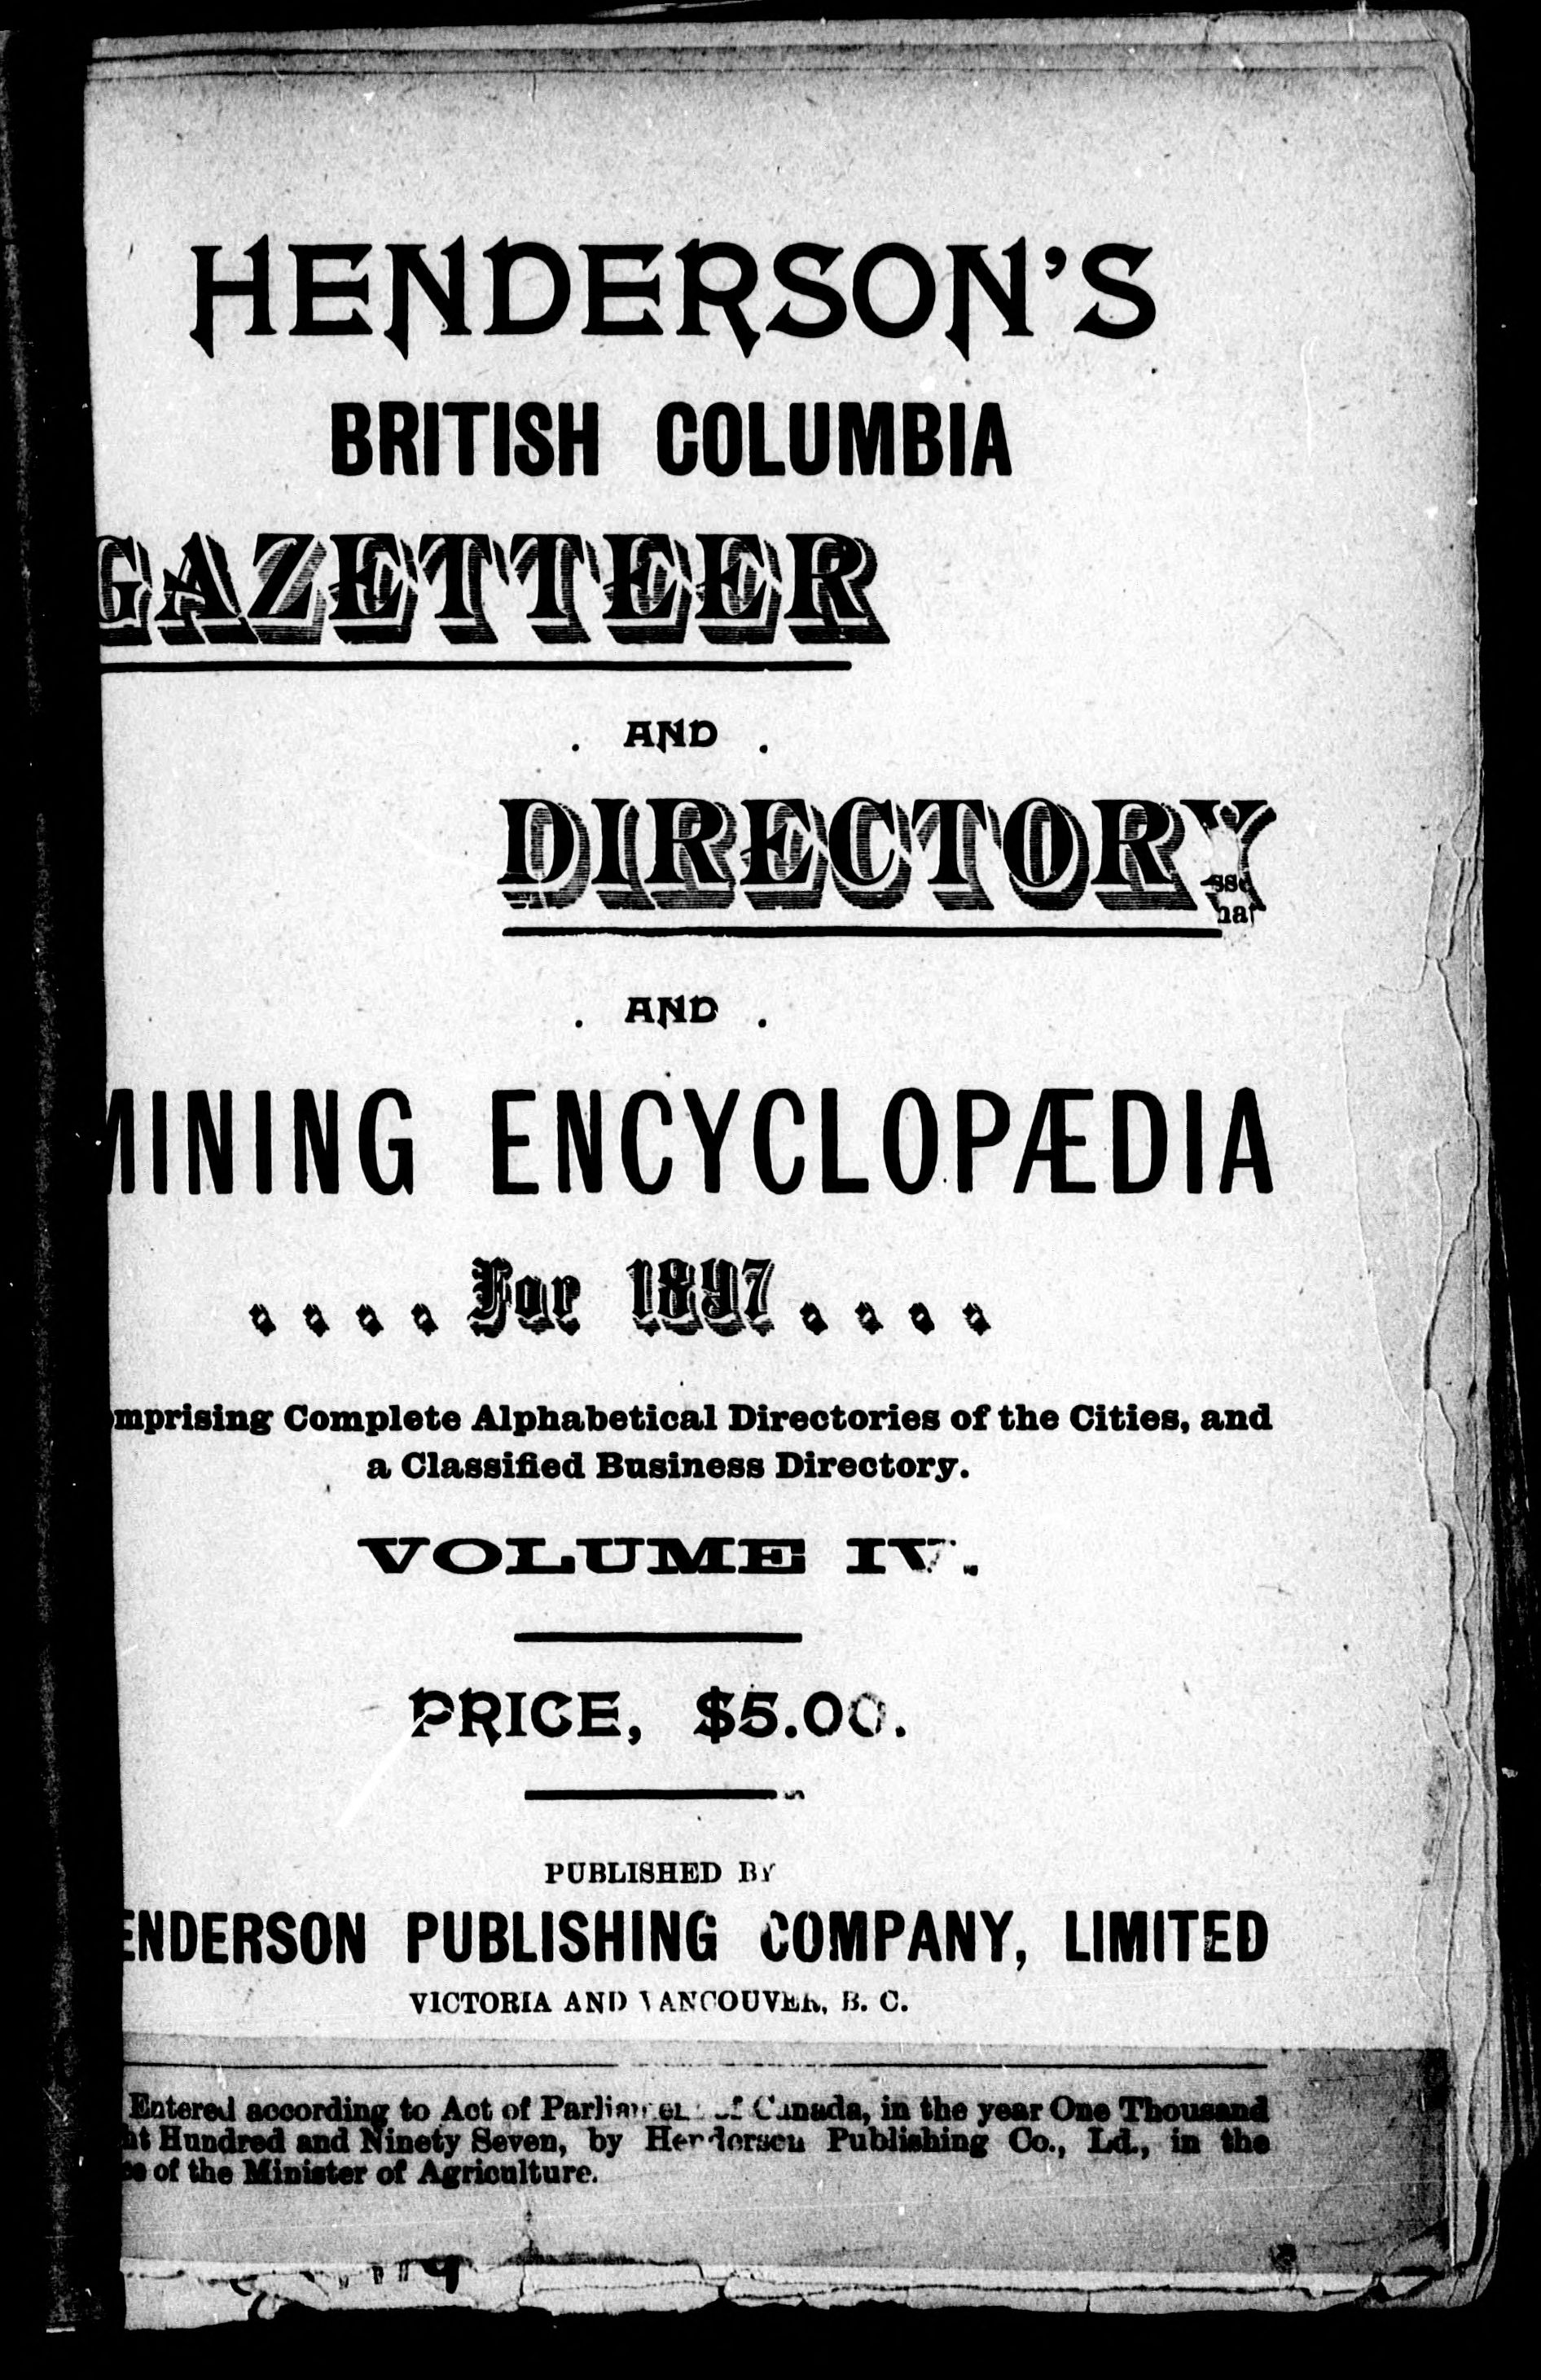 HENDERSON'S
BRITISH COLUMBIA
GAZETTEER
. AND .
DIRECTORY
. AND .
MINING ENCYCLOPÆDIA
. . . . For 1897 . . . .
mprising Complete Alphabetical Directories of the Cities, and
a Classified Business Directory.
VOLUME IV.
PRICE, $5.00.
PUBLISHED BY
ENDERSON PUBLISHING COMPANY, LIMITED
VICTORIA AND VANCOUVER, B. C.
Entered according to Act of Parliament of Canada, in the year One Thousand
ht Hundred and Ninety Seven, by Henderson Publishing Co., Ld., in the
ce of the Minister of Agriculture.